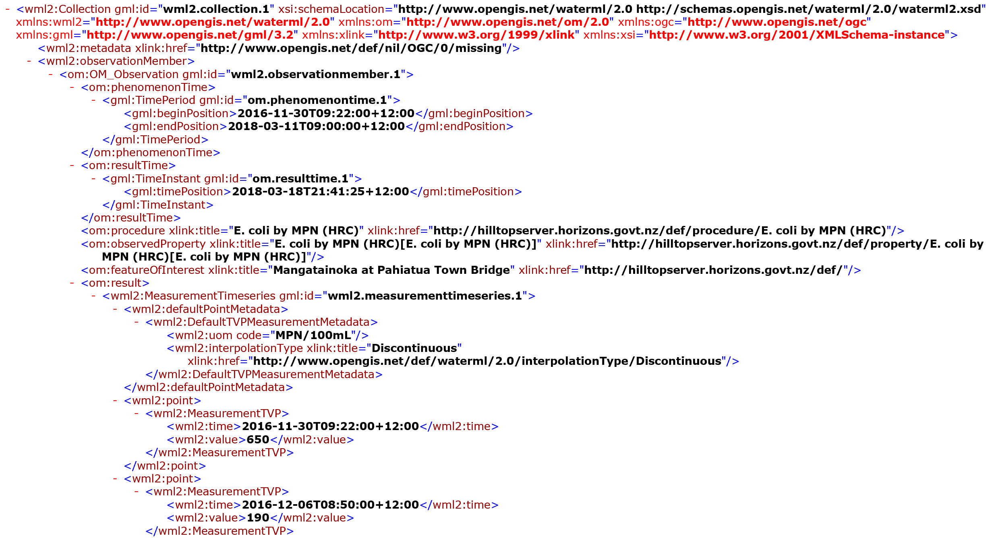 - <wml2:Collection gml:id="wml2.collection.1" xsi:schemaLocation="http://www.opengis.net/waterml/2.0 http://schemas.opengis.net/waterml/2.0/waterml2.xsd"
xmlns:wml2="http://www.opengis.net/waterml/2.0" xmlns:om="http://www.opengis.net/om/2.0" xmlns:ogc="http://www.opengis.net/ogc"
xmlns:gml="http://www.opengis.net/gml/3.2" xmlns:xlink="http://www.w3.org/1999/xlink" xmlns:xsi="http://www.w3.org/2001/XMLSchema-instance">
<wml2:metadata xlink:href="http://www.opengis.net/def/nil/OGC/0/missing"/>
- <wml2:observationMember>
- <om:OM_Observation gml:id="wml2.observationmember.1">
- <om:phenomenonTime>
- <gml:TimePeriod gml:id="om.phenomenontime.1">
<gml:beginPosition>2016-11-30T09:22:00+12:00</gml:beginPosition>
<gml:endPosition>2018-03-11T09:00:00+12:00</gml:endPosition>
</gml:TimePeriod>
</om:phenomenonTime>
- <om:resultTime>
- <gml:TimeInstant gml:id="om.resulttime.1">
<gml:timePosition>2018-03-18T21:41:25+12:00</gml:timePosition>
</gml:TimeInstant>
</om:resultTime>
<om:procedure xlink:title="E. coli by MPN (HRC)" xlink:href="http://hilltopserver.horizons.govt.nz/def/procedure/E. coli by MPN (HRC)"/>
<om:observedProperty xlink:title="E. coli by MPN (HRC)[E. coli by MPN (HRC)]" xlink:href="http://hilltopserver.horizons.govt.nz/def/property/E. coli by
MPN (HRC)[E. coli by MPN (HRC)]"/>
<om:featureOfInterest xlink:title="Mangatainoka at Pahiatua Town Bridge" xlink:href="http://hilltopserver.horizons.govt.nz/def/"/>
- <om:result>
- <wml2:MeasurementTimeseries gml:id="wml2.measurementtimeseries.1">
- <wml2:defaultPointMetadata>
- <wml2:DefaultTVPMeasurementMetadata>
<wml2:uom code="MPN/100mL"/>
<wml2:interpolationType xlink:title="Discontinuous"
xlink:href="http://www.opengis.net/def/waterml/2.0/interpolationType/Discontinuous"/>
</wml2:DefaultTVPMeasurementMetadata>
</wml2:defaultPointMetadata>
- <wml2:point>
- <wml2:MeasurementTVP>
<wml2:time>2016-11-30T09:22:00+12:00</wml2:time>
<wml2:value>650</wml2:value>
</wml2:MeasurementTVP>
</wml2:point>
- <wml2:point>
- <wml2:MeasurementTVP>
<wml2:time>2016-12-06T08:50:00+12:00</wml2:time>
<wml2:value>190</wml2:value>
</wml2:MeasurementTVP>